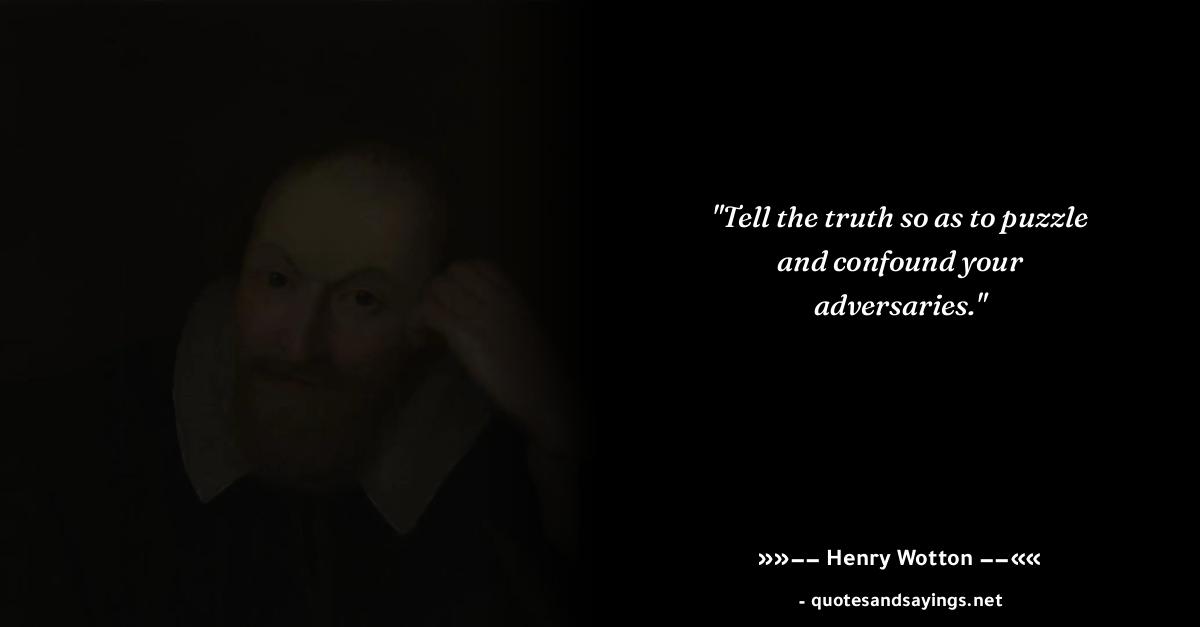 "Tell the truth so as to puzzle
and confound your
adversaries."
»»–– Henry Wotton ––««
- quotesandsayings.net